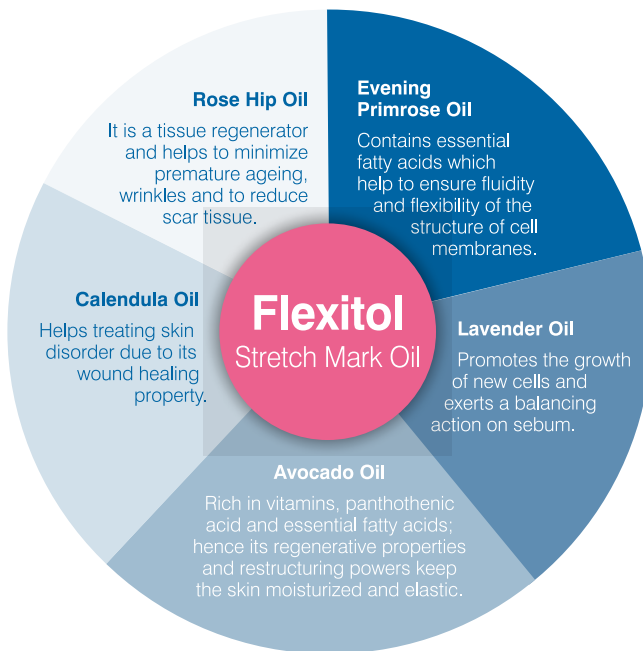 Rose Hip Oil
It is a tissue regenerator
and helps to minimize
premature ageing,
wrinkles and to reduce
scar tissue.
Evening
Primrose Oil
Contains essential
fatty acids which
help to ensure fluidity
and flexibility of the
structure of cell
membranes.
Calendula Oil
Helps treating skin
disorder due to its
wound healing
property.
Flexitol
Stretch Mark Oil
Lavender Oil
Promotes the growth
of new cells and
exerts a balancing
action on sebum.
Avocado Oil
Rich in vitamins, panthothenic
acid and essential fatty acids;
hence its regenerative properties
and restructuring powers keep
the skin moisturized and elastic.